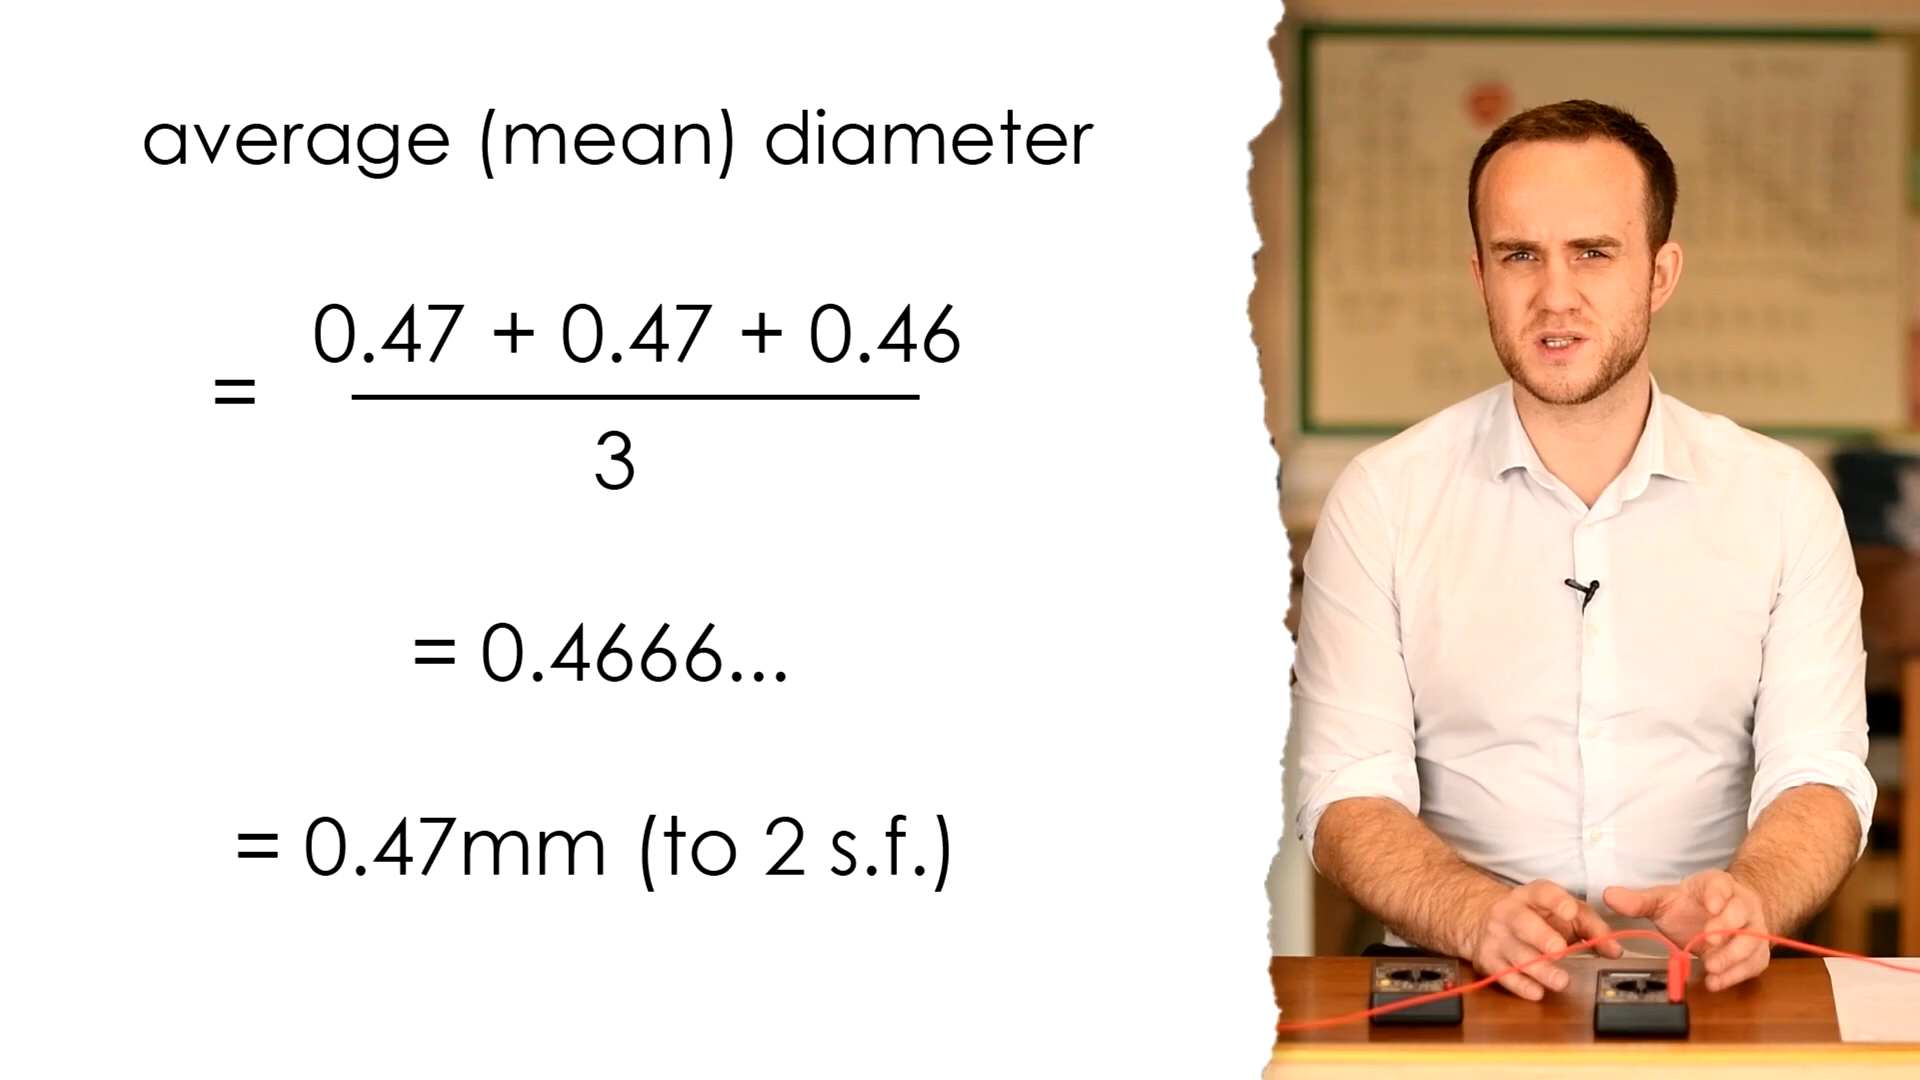 average (mean) diameter
= 0.47 + 0.47 + 0.46
3
= 0.4666...
= 0.47mm (to 2 s.f.)